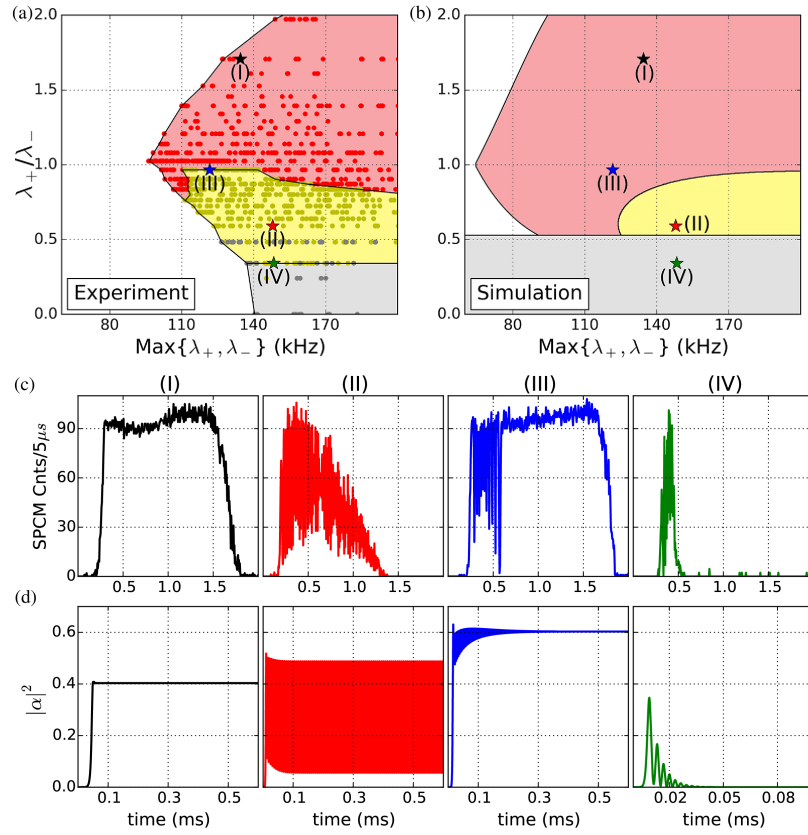 (a) (b)
2.0 2.0
(I) (I)
1.5 1.5
λ₊/λ₋
1.0 1.0
(III) (III)
(II) (II)
0.5 0.5
(IV) (IV)
Experiment Simulation
0.0 0.0
80 110 140 170 80 110 140 170
Max{λ₊, λ₋} (kHz) Max{λ₊, λ₋} (kHz)
(c) (I) (II) (III) (IV)
SPCM Cnts/5μs
90
60
30
0
0.5 1.0 1.5 0.5 1.0 1.5 0.5 1.0 1.5 0.5 1.0 1.5
(d)
|α|²
0.6
0.4
0.2
0.0
0.1 0.3 0.5 0.1 0.3 0.5 0.1 0.3 0.5 0.02 0.05 0.08
time (ms) time (ms) time (ms) time (ms)